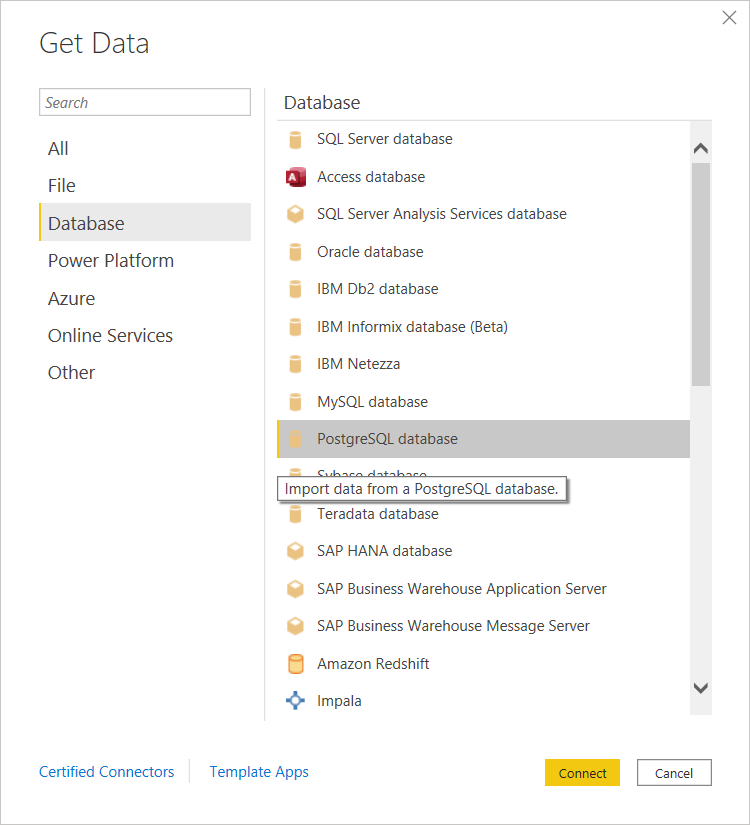 Get Data
Search
All
File
Database
Power Platform
Azure
Online Services
Other
Database
SQL Server database
A
Access database
SQL Server Analysis Services database
Oracle database
IBM Db2 database
IBM Informix database (Beta)
IBM Netezza
MySQL database
PostgreSQL database
Sybase database
Import data from a PostgreSQL database.
Teradata database
SAP HANA database
SAP Business Warehouse Application Server
SAP Business Warehouse Message Server
Amazon Redshift
Impala
Certified Connectors
Template Apps
Connect
Cancel